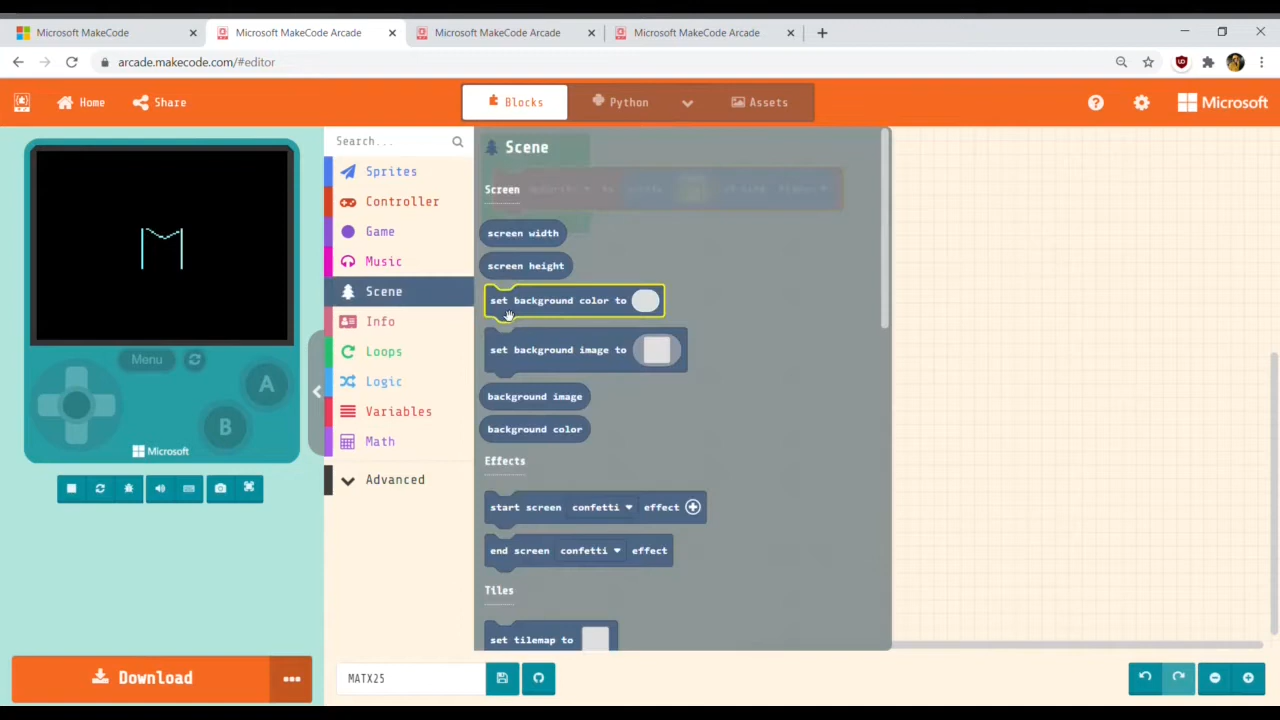 Microsoft MakeCode
Microsoft MakeCode Arcade
Microsoft MakeCode Arcade
Microsoft MakeCode Arcade
arcade.makecode.com/#editor
Home
Share
Blocks
Python
Assets
Microsoft
Search...
Sprites
Controller
Game
Music
Scene
Info
Loops
Logic
Variables
Math
Advanced
Scene
Screen
screen width
screen height
set background color to
set background image to
background image
background color
Effects
start screen confetti effect
end screen confetti effect
Tiles
set tilemap to
M
Menu
A
B
Microsoft
Download
MATX25